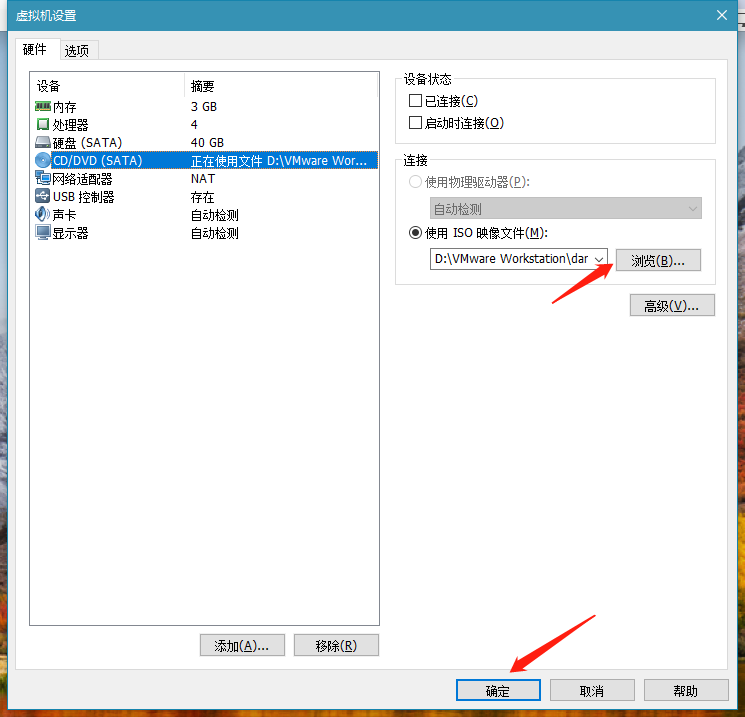 虚拟机设置
硬件 选项
设备 摘要
内存 3 GB
处理器 4
硬盘 (SATA) 40 GB
CD/DVD (SATA) 正在使用文件 D:\VMware Wor...
网络适配器 NAT
USB 控制器 存在
声卡 自动检测
显示器 自动检测
添加(A)... 移除(R)
设备状态
已连接(C)
启动时连接(O)
连接
使用物理驱动器(P):
自动检测
使用 ISO 映像文件(M):
D:\VMware Workstation\dar 浏览(B)...
高级(V)...
确定 取消 帮助